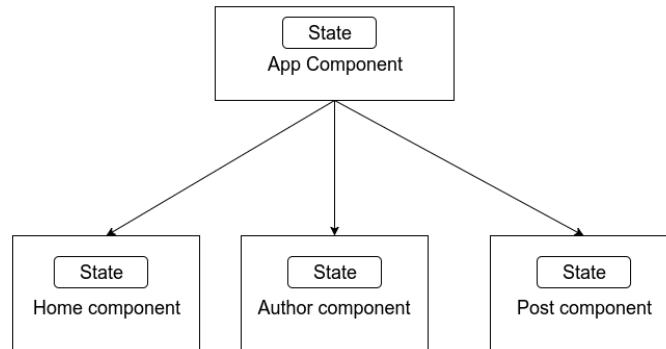 State
App Component
State
Home component
State
Author component
State
Post component